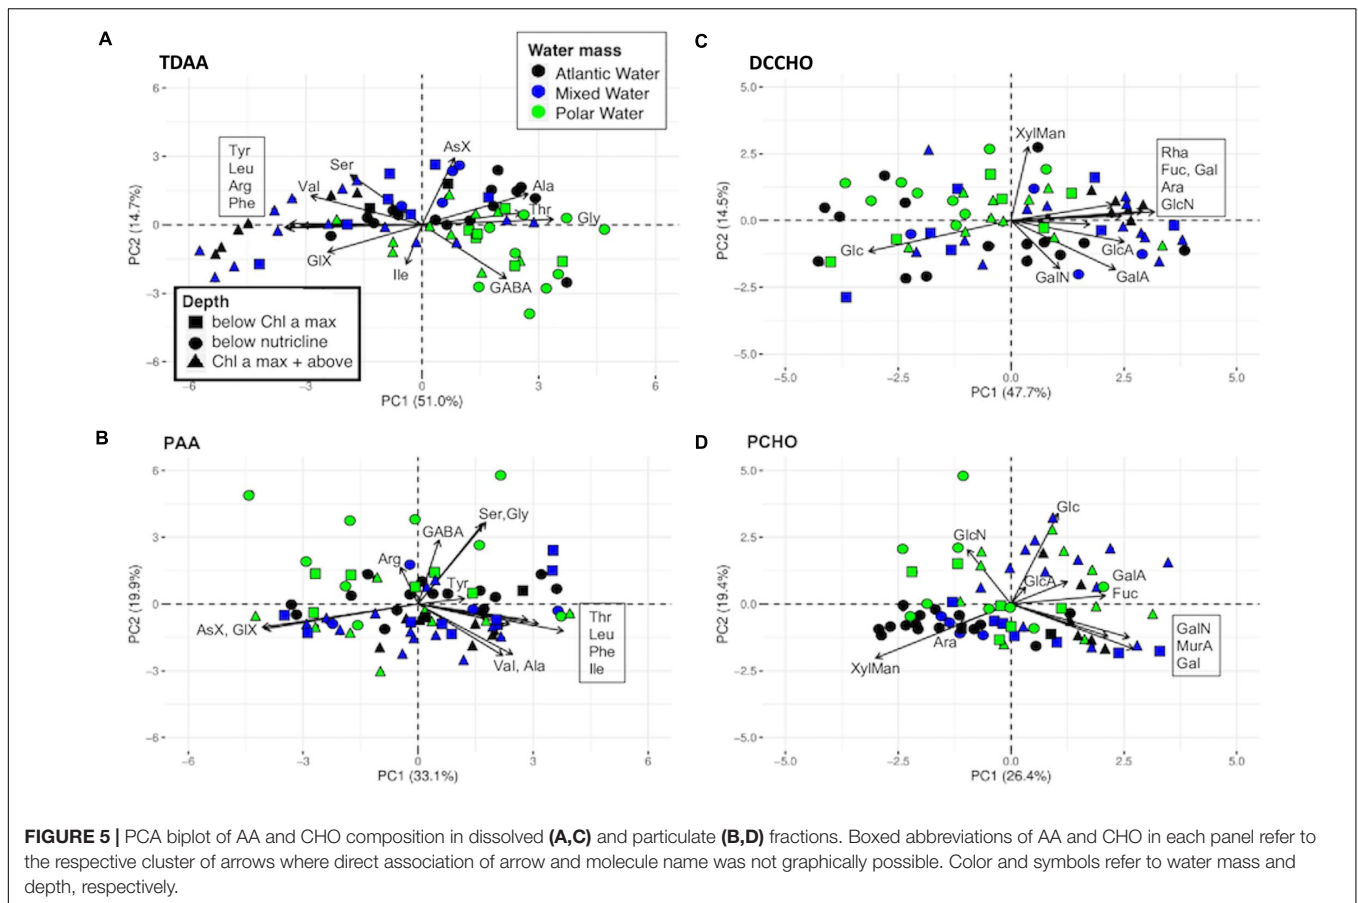 A
TDAA
Water mass
Atlantic Water
Mixed Water
Polar Water
PC2 (14.7%)
6
3
0
−3
−6
Tyr
Leu
Arg
Phe
Val
Ser
AsX
Ala
Thr
Gly
GlX
Ile
GABA
Depth
below Chl a max
below nutricline
Chl a max + above
−6
−3
0
3
6
PC1 (51.0%)
C
DCCHO
PC2 (14.5%)
5.0
2.5
0.0
−2.5
−5.0
XylMan
Rha
Fuc, Gal
Ara
GlcN
Glc
GlcA
GalN
GalA
−5.0
−2.5
0.0
2.5
5.0
PC1 (47.7%)
B
PAA
PC2 (19.9%)
6
3
0
−3
−6
Ser,Gly
GABA
Arg
Tyr
AsX, GlX
Thr
Leu
Phe
Ile
Val, Ala
−6
−3
0
3
6
PC1 (33.1%)
D
PCHO
PC2 (19.4%)
5.0
2.5
0.0
−2.5
−5.0
Glc
GlcN
GlcA
GalA
Fuc
GalN
MurA
Gal
Ara
XylMan
−5.0
−2.5
0.0
2.5
5.0
PC1 (26.4%)
FIGURE 5 | PCA biplot of AA and CHO composition in dissolved (A,C) and particulate (B,D) fractions. Boxed abbreviations of AA and CHO in each panel refer to
the respective cluster of arrows where direct association of arrow and molecule name was not graphically possible. Color and symbols refer to water mass and
depth, respectively.